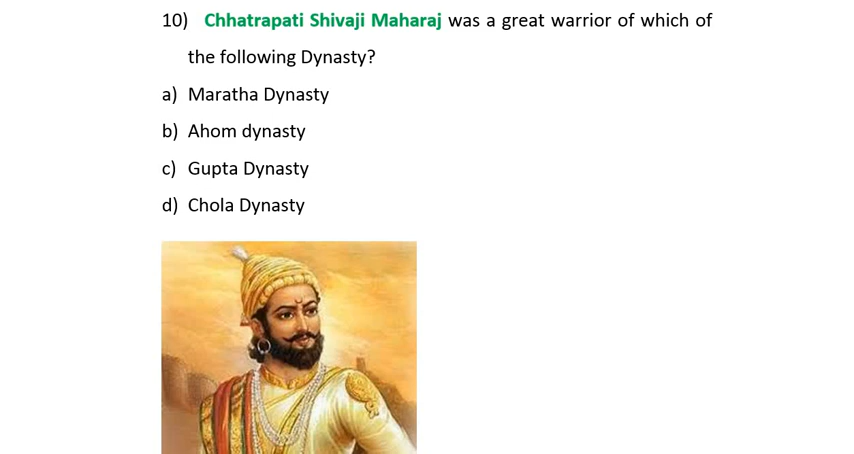 10) Chhatrapati Shivaji Maharaj was a great warrior of which of
the following Dynasty?
a) Maratha Dynasty
b) Ahom dynasty
c) Gupta Dynasty
d) Chola Dynasty